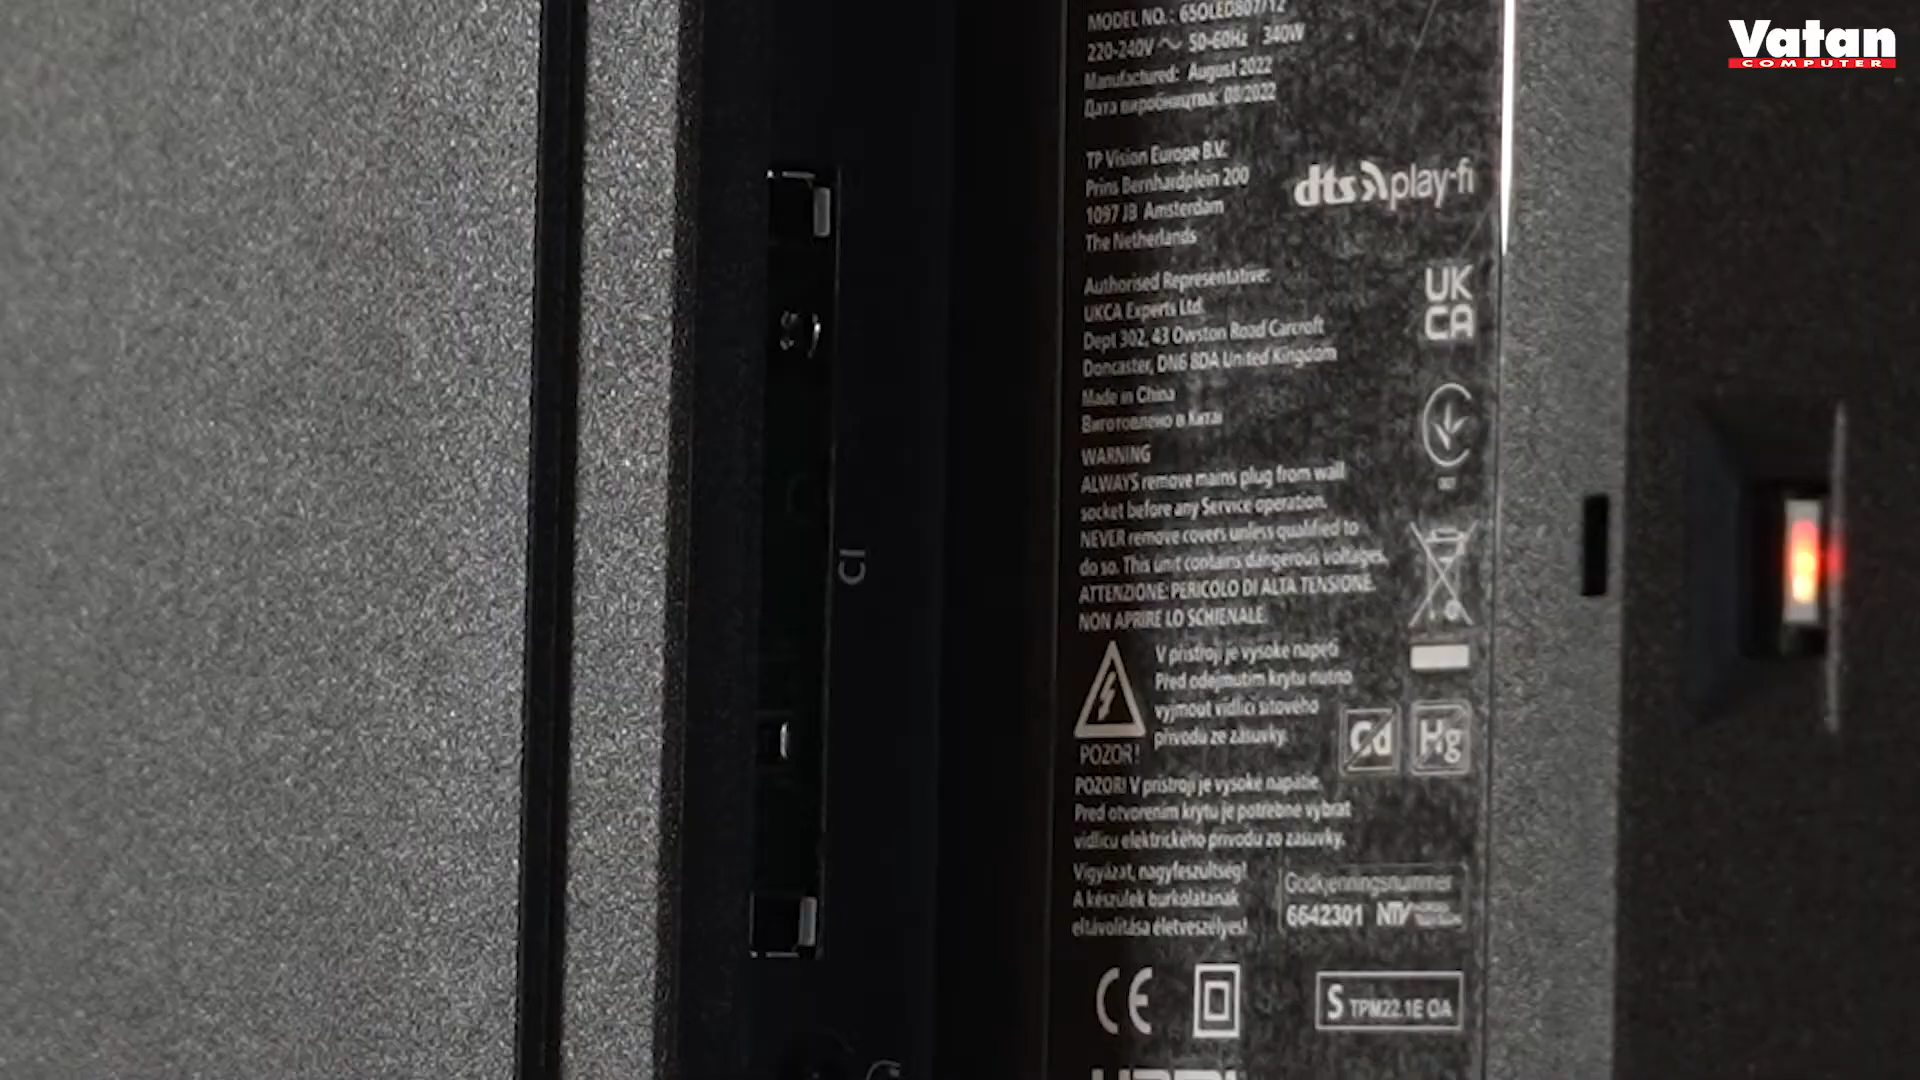 Vatan
COMPUTER
MODEL NO.: 65OLED807/12
220-240V ~ 50-60Hz 340W
Manufactured: August 2022
Дата виробництва: 08/2022
TP Vision Europe B.V.
Prins Bernhardplein 200
1097 JB Amsterdam
The Netherlands
dts play-fi
Authorised Representative:
UKCA Experts Ltd.
Dept 302, 43 Owston Road Carcroft
Doncaster, DN6 8DA United Kingdom
UK
CA
Made in China
Виготовлено в Китаї
WARNING
ALWAYS remove mains plug from wall
socket before any Service operation.
NEVER remove covers unless qualified to
do so. This unit contains dangerous voltages.
ATTENZIONE: PERICOLO DI ALTA TENSIONE.
NON APRIRE LO SCHIENALE.
CI
V přístroji je vysoké napětí
Před odejmutím krytu nutno
vyjmout vidlici síťového
přívodu ze zásuvky.
POZOR!
Cd
Hg
POZOR! V prístroji je vysoké napätie.
Pred otvorením krytu je potrebné vybrať
vidlicu elektrického prívodu zo zásuvky.
Vigyázat, nagyfeszültség!
A készülék burkolatának
eltávolítása életveszélyes!
Godkjenningsnummer
6642301 NTV
CE
S TPM22.1E OA